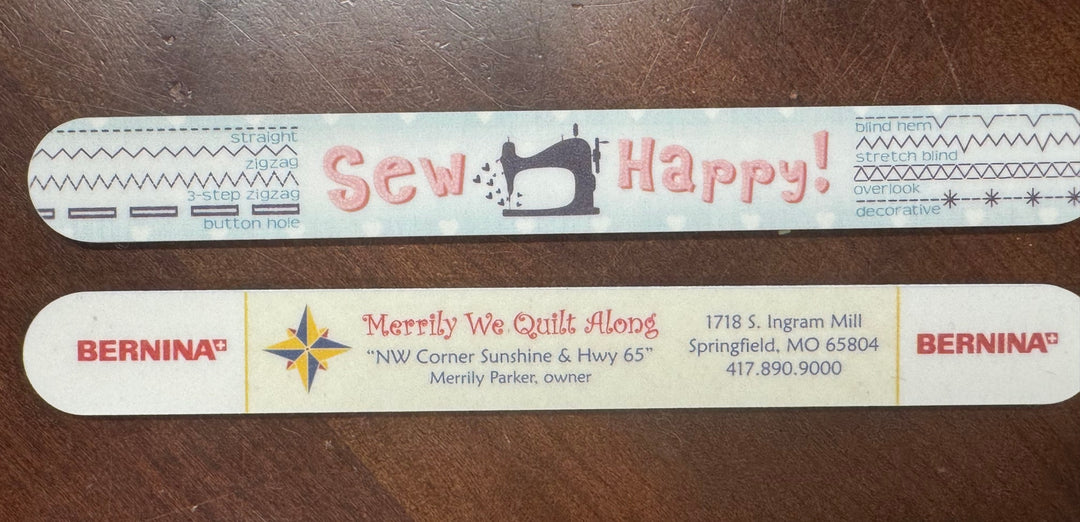 straight
zigzag
3-step zigzag
button hole
Sew Happy!
blind hem
stretch blind
overlook
decorative
BERNINA
Merrily We Quilt Along
"NW Corner Sunshine & Hwy 65"
Merrily Parker, owner
1718 S. Ingram Mill
Springfield, MO 65804
417.890.9000
BERNINA